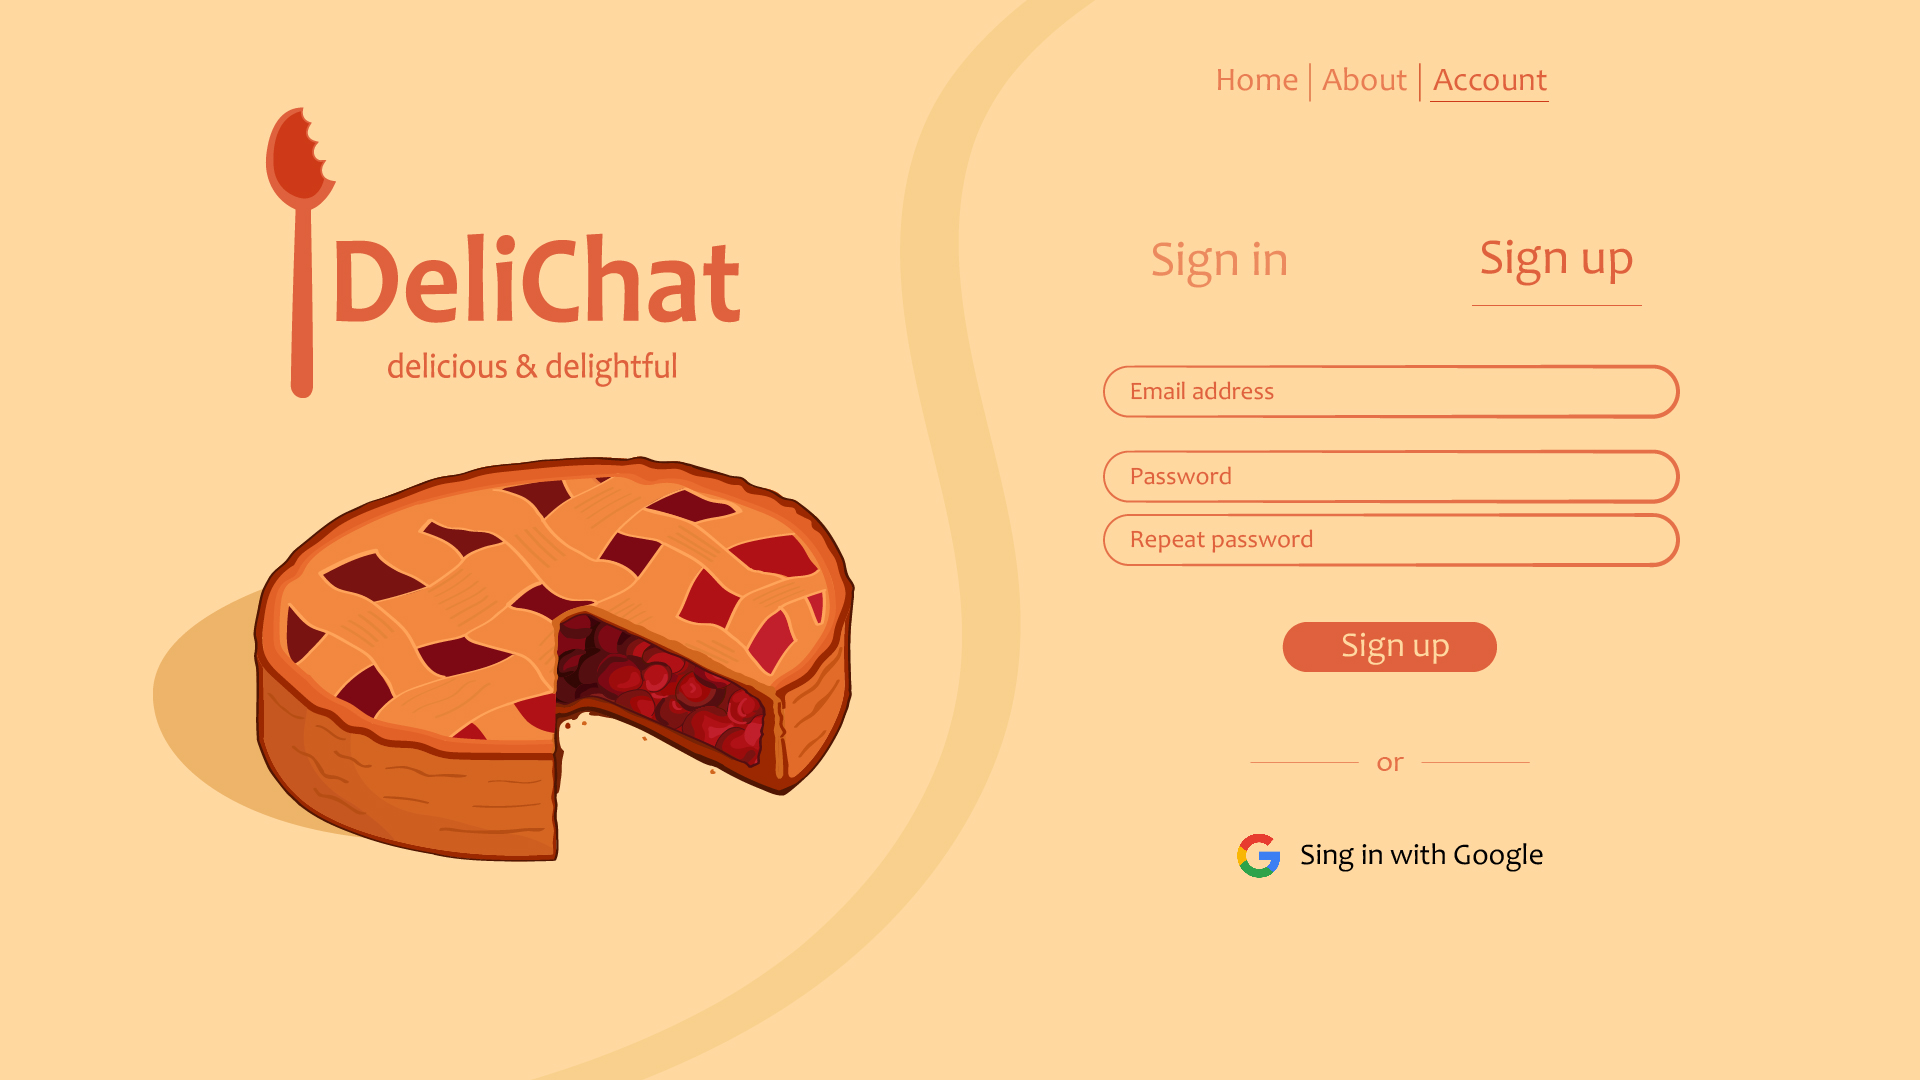 Home | About | Account
DeliChat
delicious & delightful
Sign in
Sign up
Email address
Password
Repeat password
Sign up
or
Sing in with Google